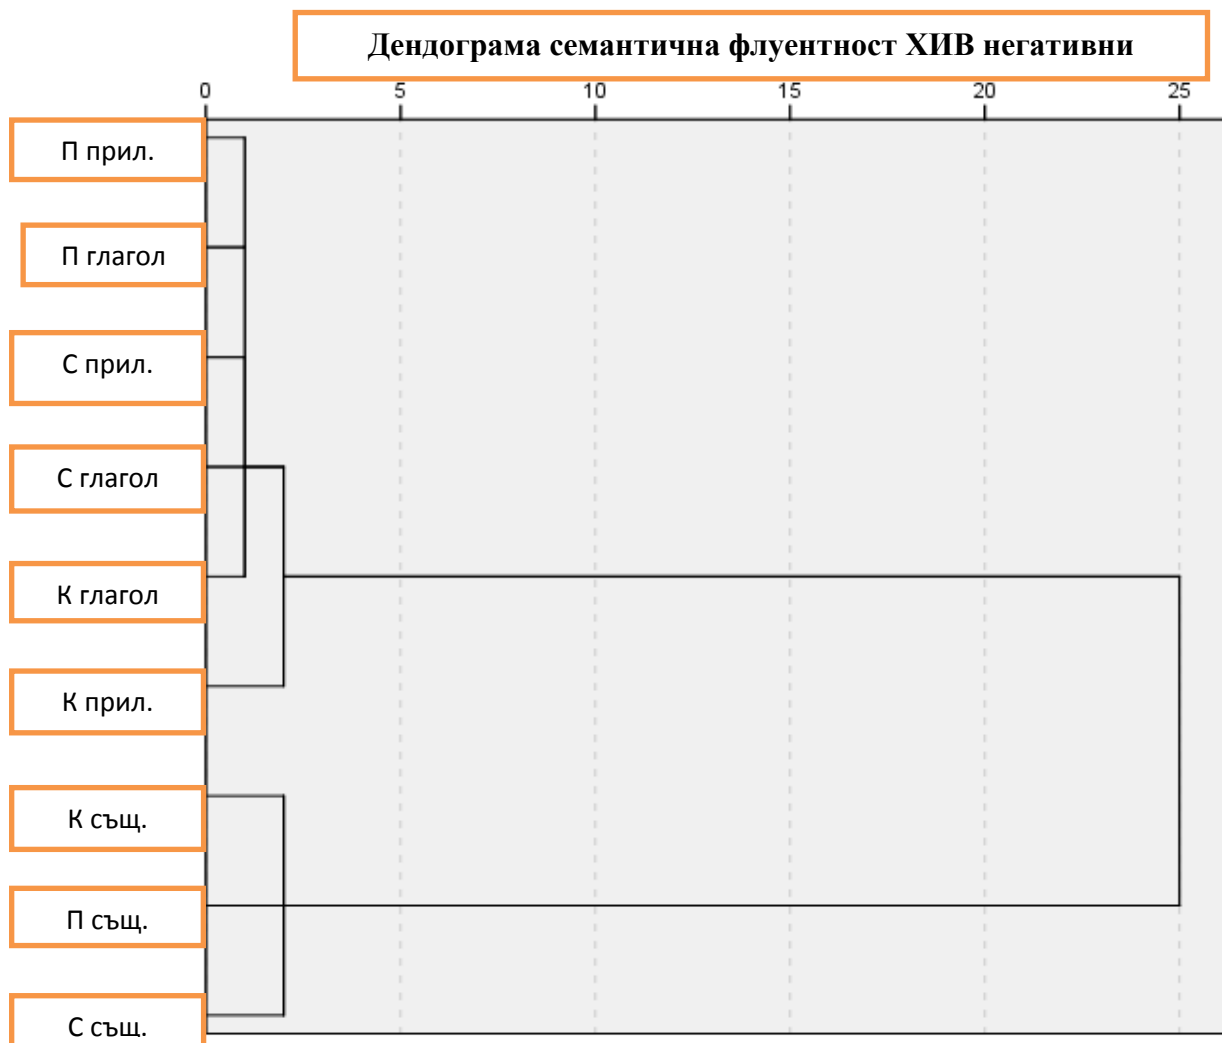 Дендограма семантична флуентност ХИВ негативни
0 5 10 15 20 25
П прил.
П глагол
С прил.
С глагол
К глагол
К прил.
К същ.
П същ.
С същ.